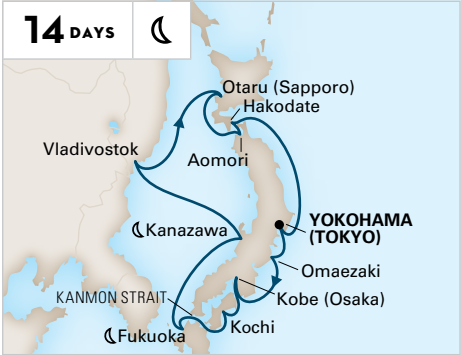 14 DAYS
Otaru (Sapporo)
Hakodate
Vladivostok
Aomori
YOKOHAMA
(TOKYO)
Kanazawa
Omaezaki
KANMON STRAIT
Kobe (Osaka)
Kochi
Fukuoka